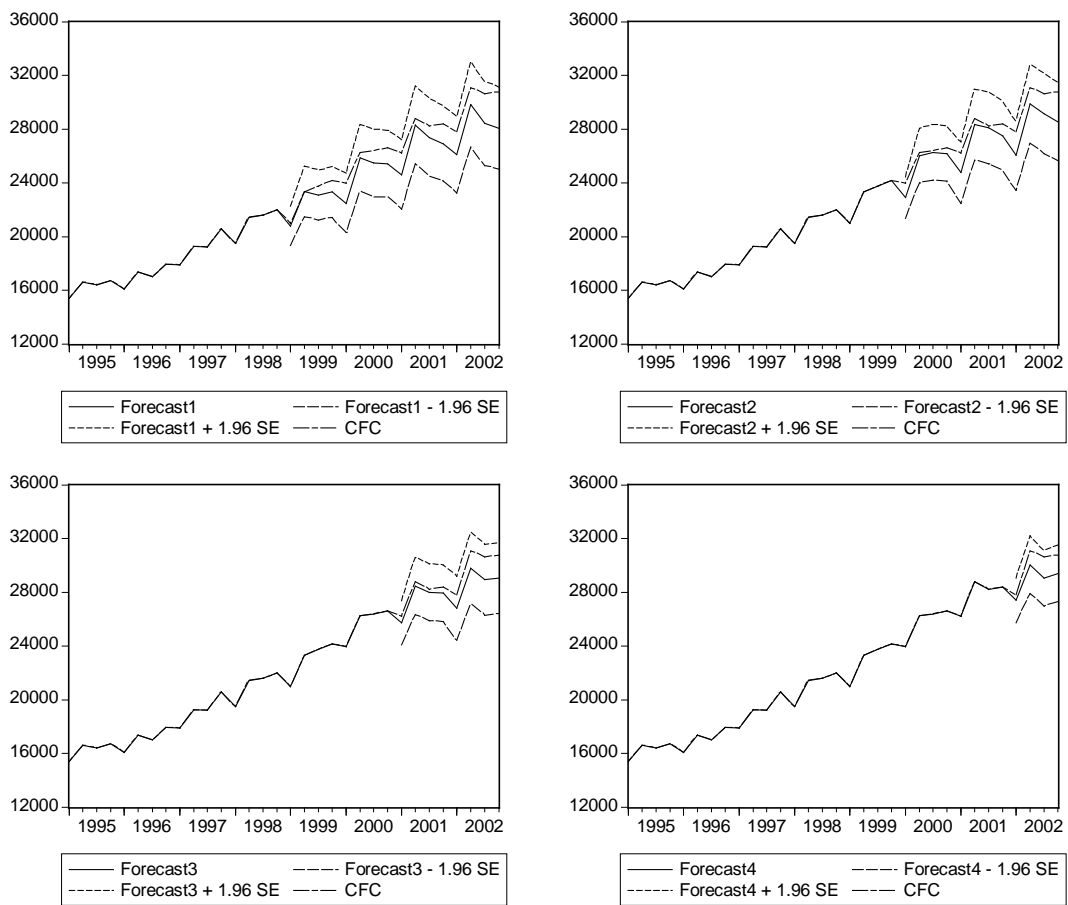 36000 36000
32000 32000
28000 28000
24000 24000
20000 20000
16000 16000
12000 12000
1995 1996 1997 1998 1999 2000 2001 2002 1995 1996 1997 1998 1999 2000 2001 2002
Forecast1 Forecast1 - 1.96 SE Forecast2 Forecast2 - 1.96 SE
Forecast1 + 1.96 SE CFC Forecast2 + 1.96 SE CFC
36000 36000
32000 32000
28000 28000
24000 24000
20000 20000
16000 16000
12000 12000
1995 1996 1997 1998 1999 2000 2001 2002 1995 1996 1997 1998 1999 2000 2001 2002
Forecast3 Forecast3 - 1.96 SE Forecast4 Forecast4 - 1.96 SE
Forecast3 + 1.96 SE CFC Forecast4 + 1.96 SE CFC